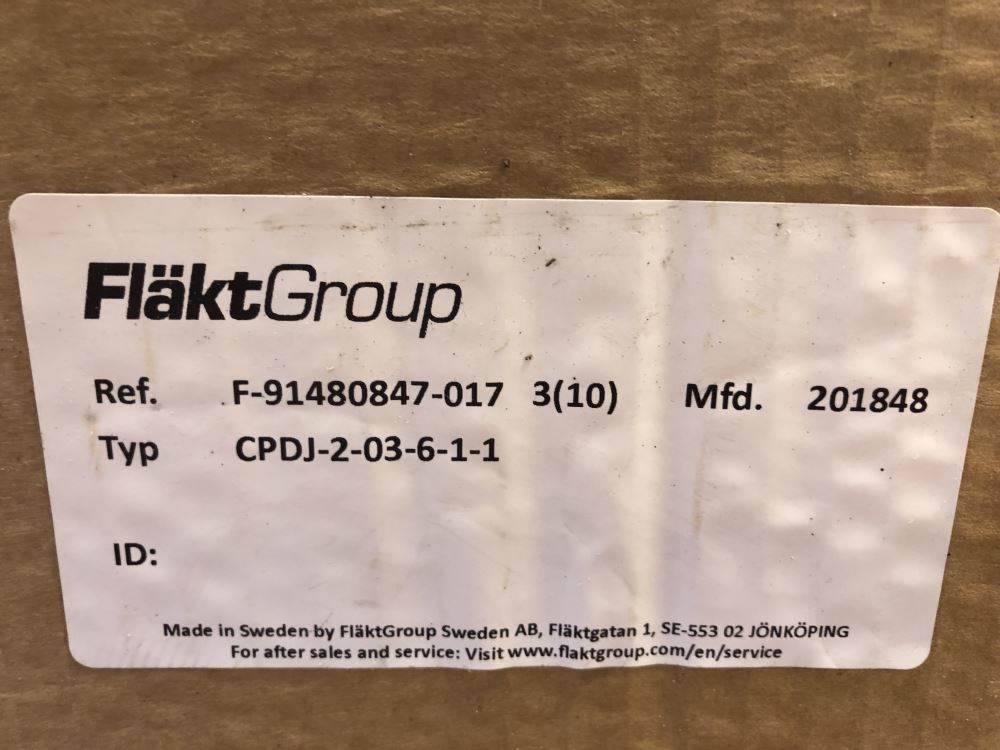 FläktGroup
Ref. F-91480847-017 3(10) Mfd. 201848
Typ CPDJ-2-03-6-1-1
ID:
Made in Sweden by FläktGroup Sweden AB, Fläktgatan 1, SE-553 02 JÖNKÖPING
For after sales and service: Visit www.flaktgroup.com/en/service